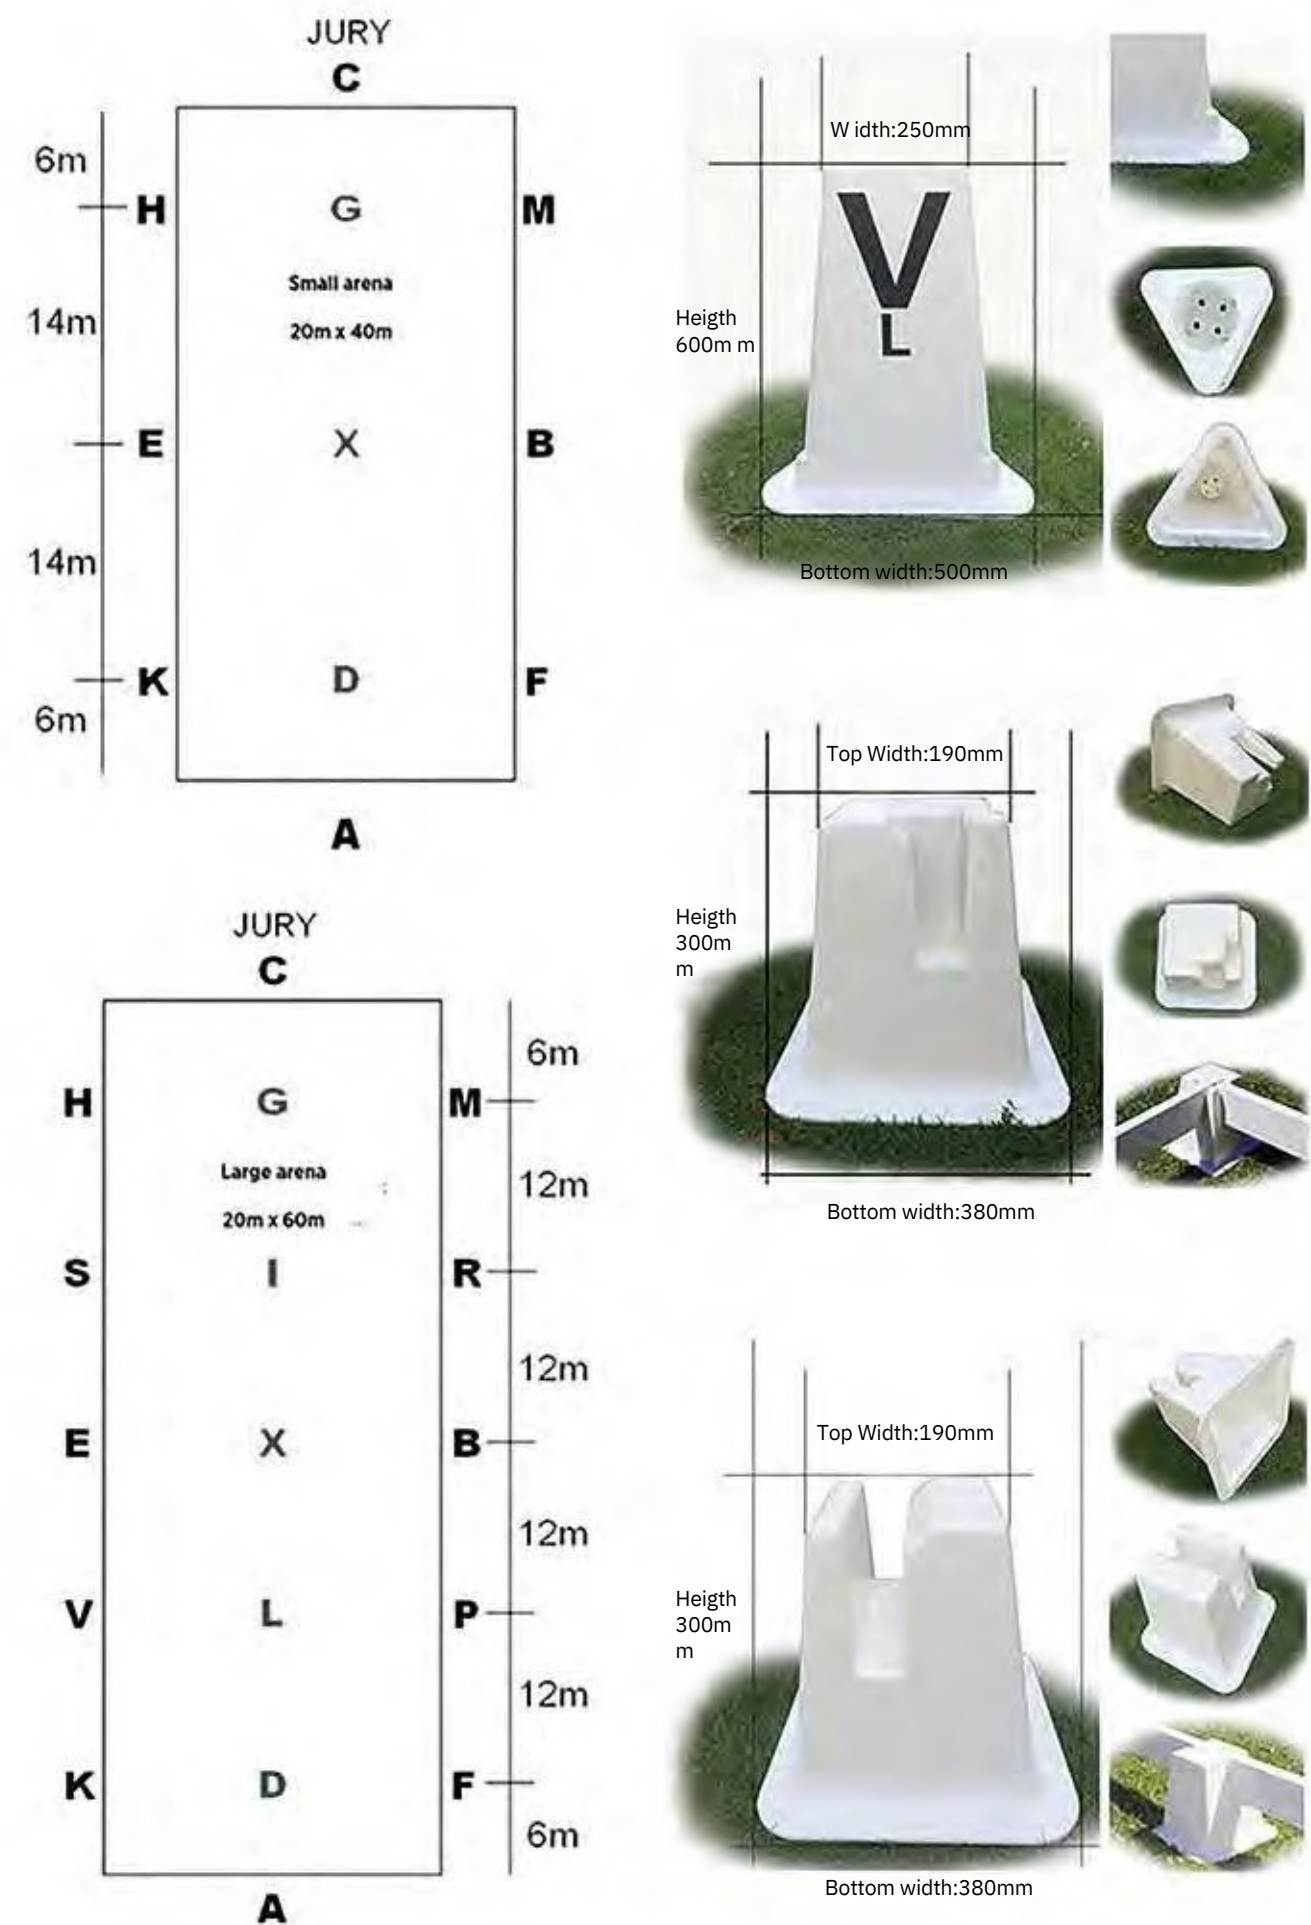 JURY
C
6m
H G M
Small arena
14m
20m x 40m
E X B
14m
K D F
6m
A
JURY
C
6m
H G M
Large arena
12m
20m x 60m
S I R
12m
E X B
12m
V L P
12m
K D F
6m
A
W idth:250mm
V
L
Heigth
600m m
Bottom width:500mm
Top Width:190mm
Heigth
300m
m
Bottom width:380mm
Top Width:190mm
Heigth
300m
m
Bottom width:380mm